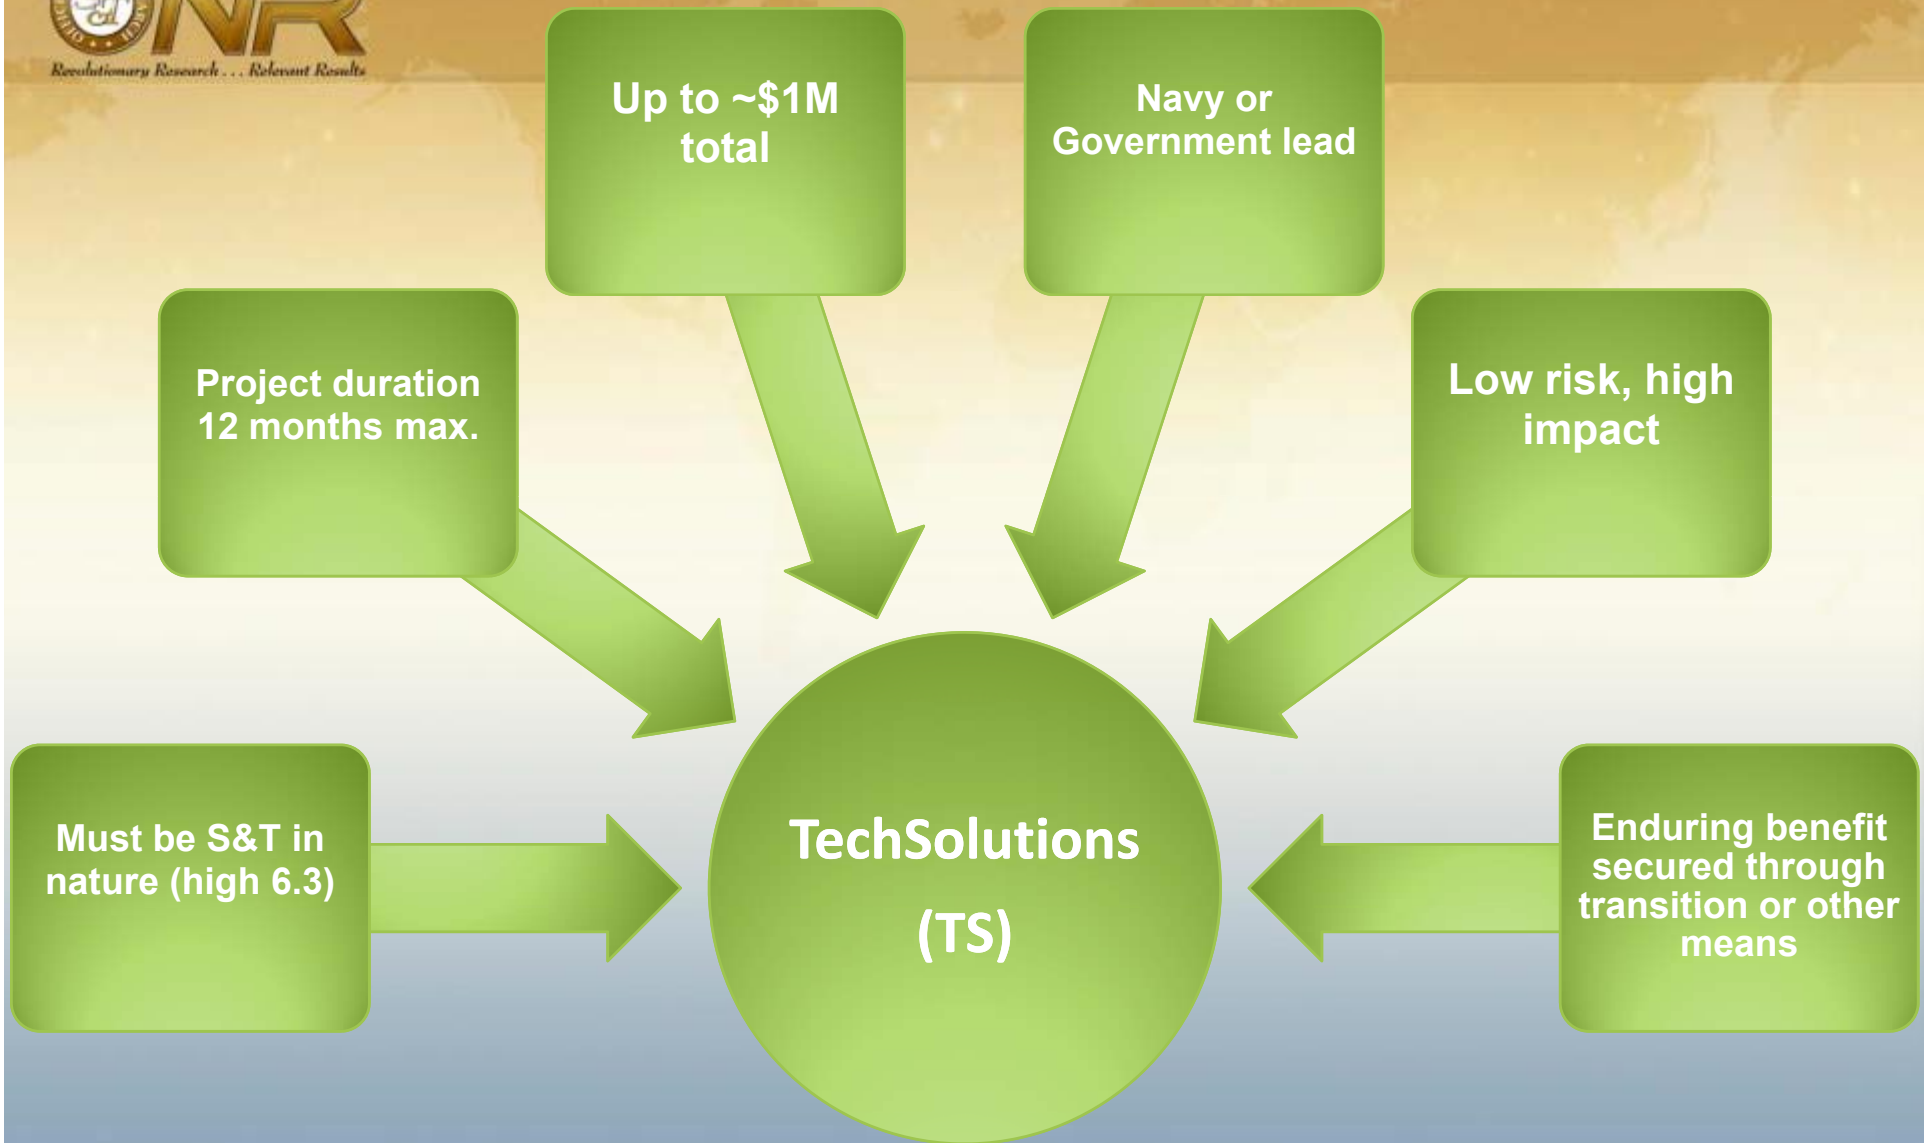 ONR
Revolutionary Research . . . Relevant Results
Up to ~$1M
total
Navy or
Government lead
Project duration
12 months max.
Low risk, high
impact
Must be S&T in
nature (high 6.3)
TechSolutions
(TS)
Enduring benefit
secured through
transition or other
means